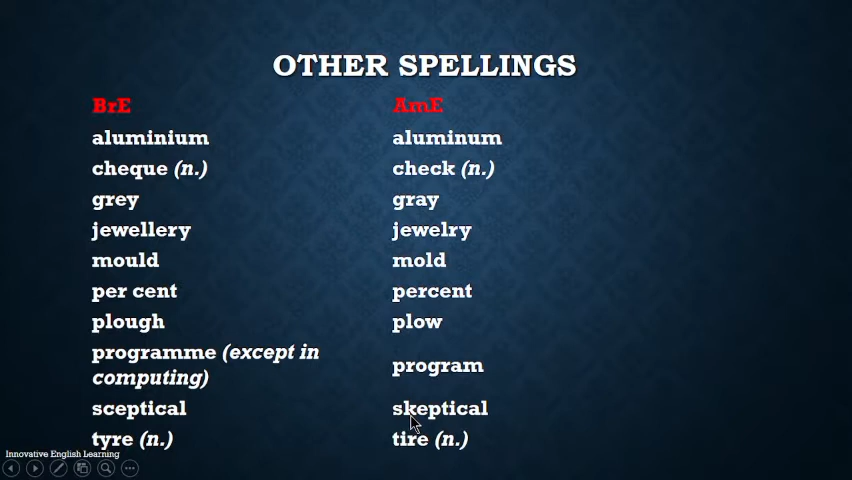 OTHER SPELLINGS
BrE AmE
aluminium aluminum
cheque (n.) check (n.)
grey gray
jewellery jewelry
mould mold
per cent percent
plough plow
programme (except in
computing) program
sceptical skeptical
tyre (n.) tire (n.)
Innovative English Learning